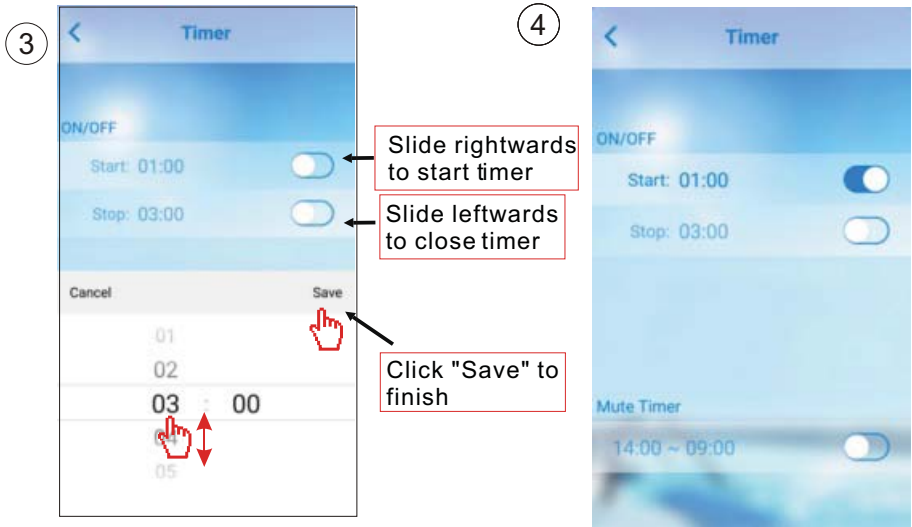 3
Timer
ON/OFF
Start: 01:00
Stop: 03:00
Cancel Save
01
02
03 : 00
04
05
Slide rightwards
to start timer
Slide leftwards
to close timer
Click "Save" to
finish
4
Timer
ON/OFF
Start: 01:00
Stop: 03:00
Mute Timer
14:00 ~ 09:00